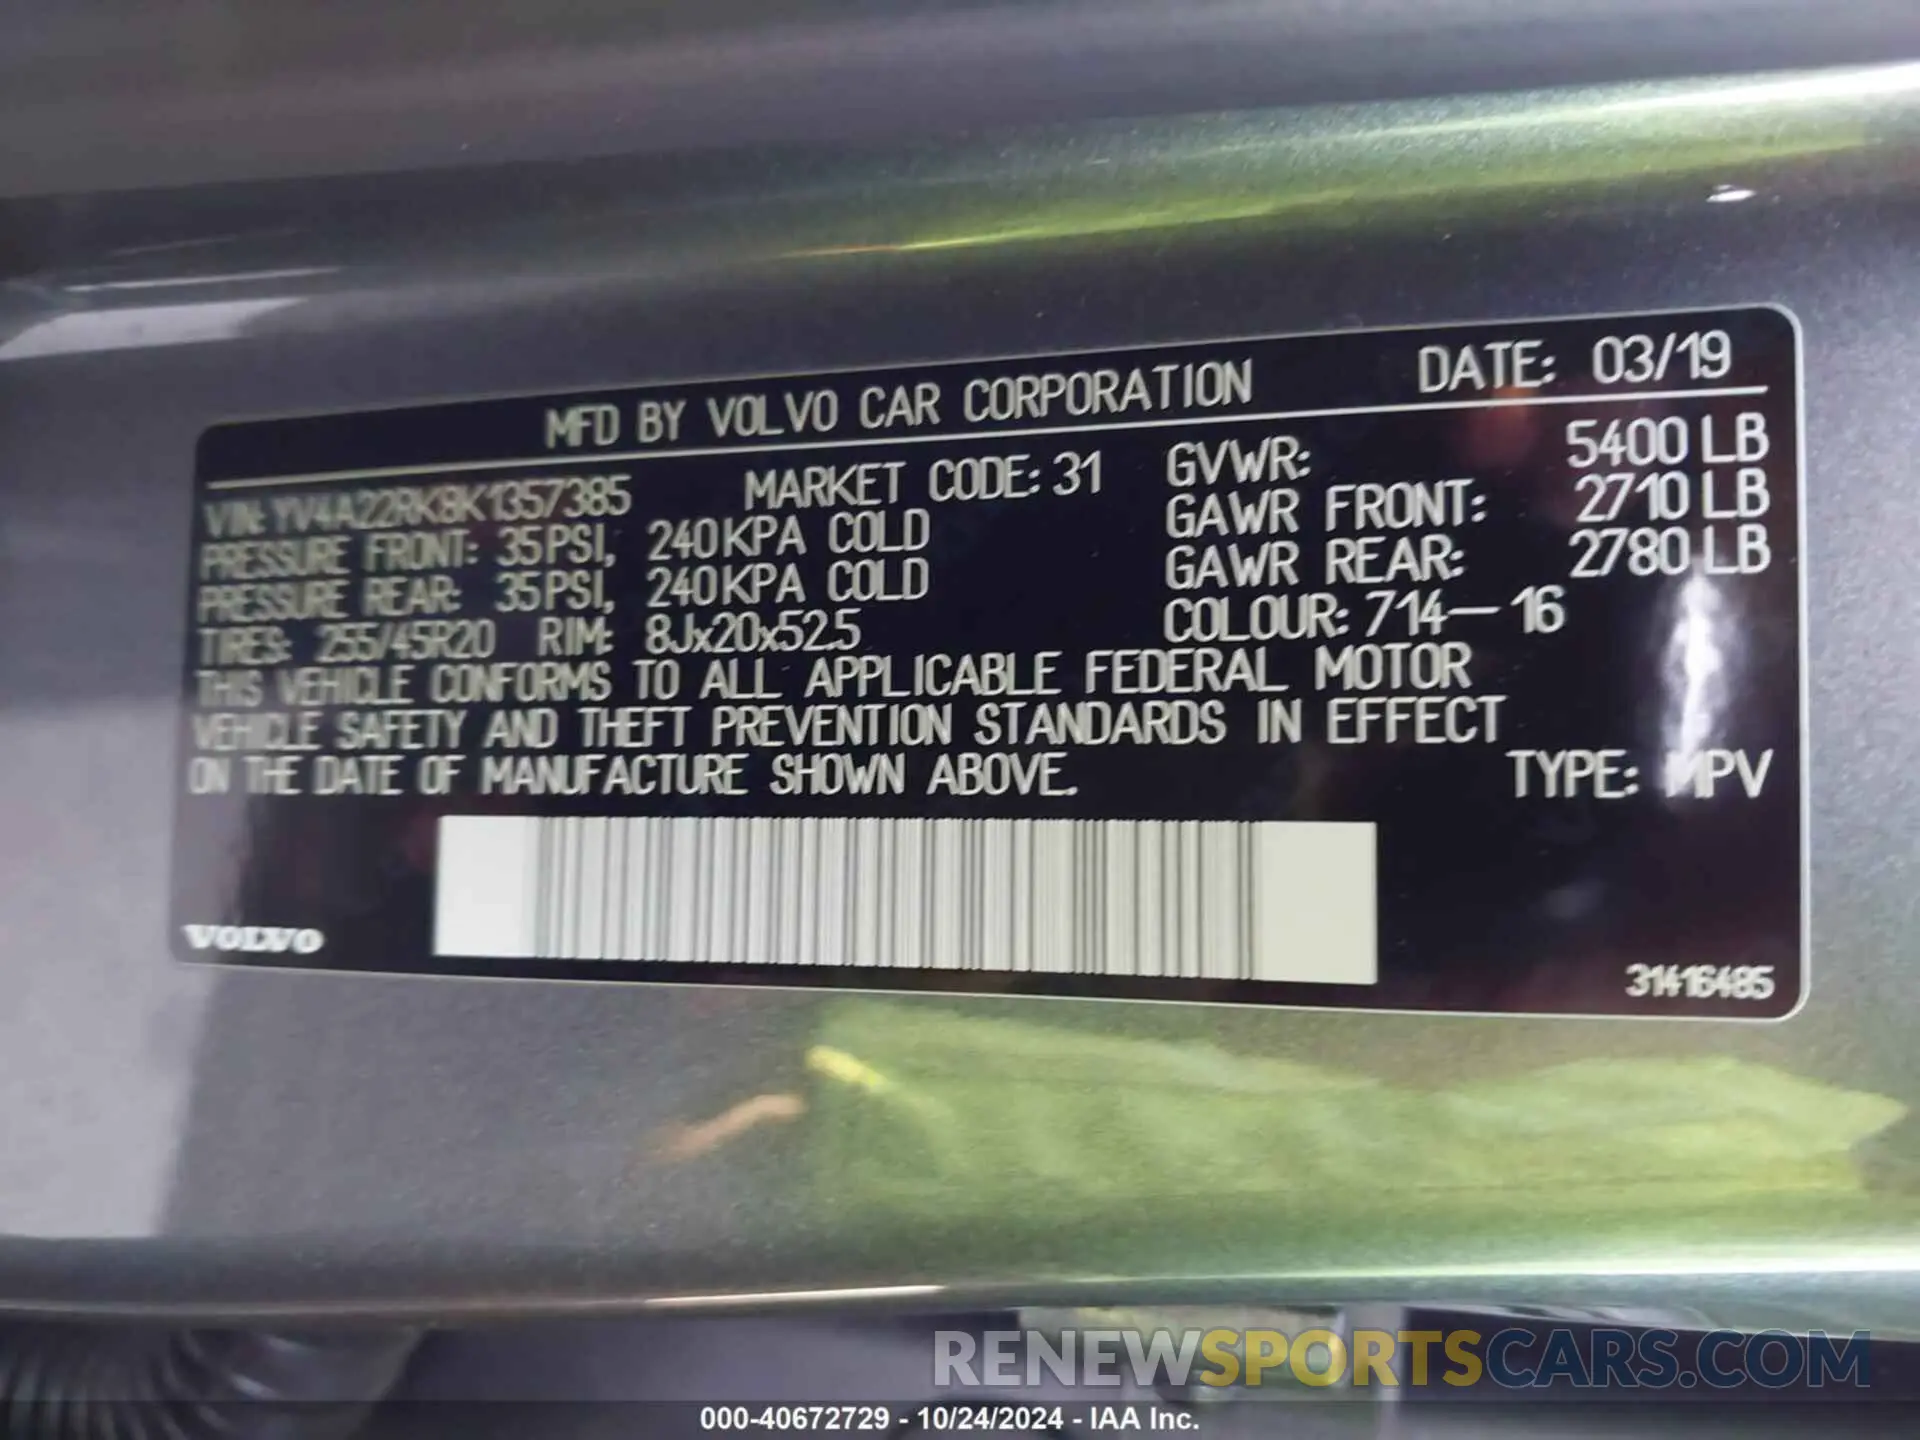 MFD BY VOLVO CAR CORPORATION DATE: 03/19
VIN: YV4A22RK8K1357385 MARKET CODE: 31 GVWR: 5400 LB
PRESSURE FRONT: 35PSI, 240KPA COLD GAWR FRONT: 2710 LB
PRESSURE REAR: 35PSI, 240KPA COLD GAWR REAR: 2780 LB
TIRES: 255/45R20 RIM: 8Jx20x52.5 COLOUR: 714-16
THIS VEHICLE CONFORMS TO ALL APPLICABLE FEDERAL MOTOR
VEHICLE SAFETY AND THEFT PREVENTION STANDARDS IN EFFECT
ON THE DATE OF MANUFACTURE SHOWN ABOVE. TYPE: MPV
VOLVO
31416485
RENEWSPORTSCARS.COM
000-40672729 - 10/24/2024 - IAA Inc.